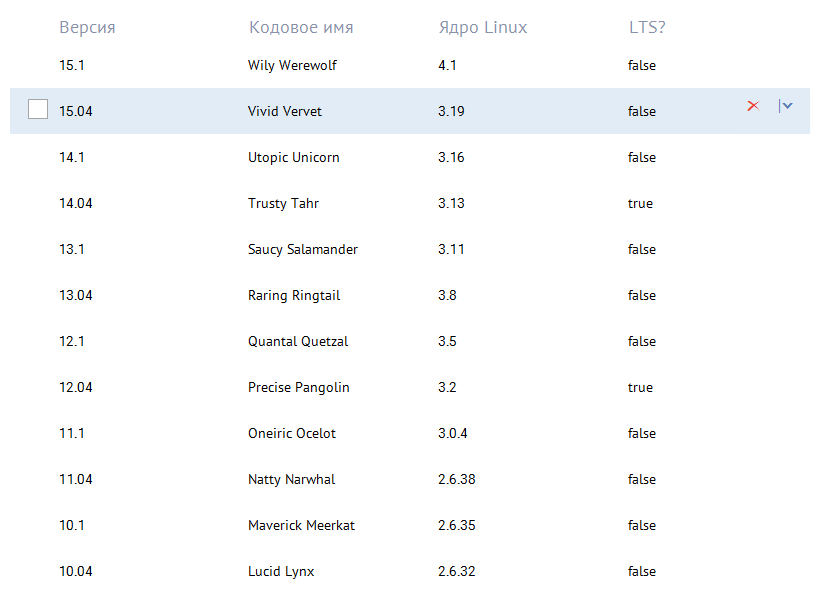 Версия Кодовое имя Ядро Linux LTS?
15.1 Wily Werewolf 4.1 false
15.04 Vivid Vervet 3.19 false
14.1 Utopic Unicorn 3.16 false
14.04 Trusty Tahr 3.13 true
13.1 Saucy Salamander 3.11 false
13.04 Raring Ringtail 3.8 false
12.1 Quantal Quetzal 3.5 false
12.04 Precise Pangolin 3.2 true
11.1 Oneiric Ocelot 3.0.4 false
11.04 Natty Narwhal 2.6.38 false
10.1 Maverick Meerkat 2.6.35 false
10.04 Lucid Lynx 2.6.32 false